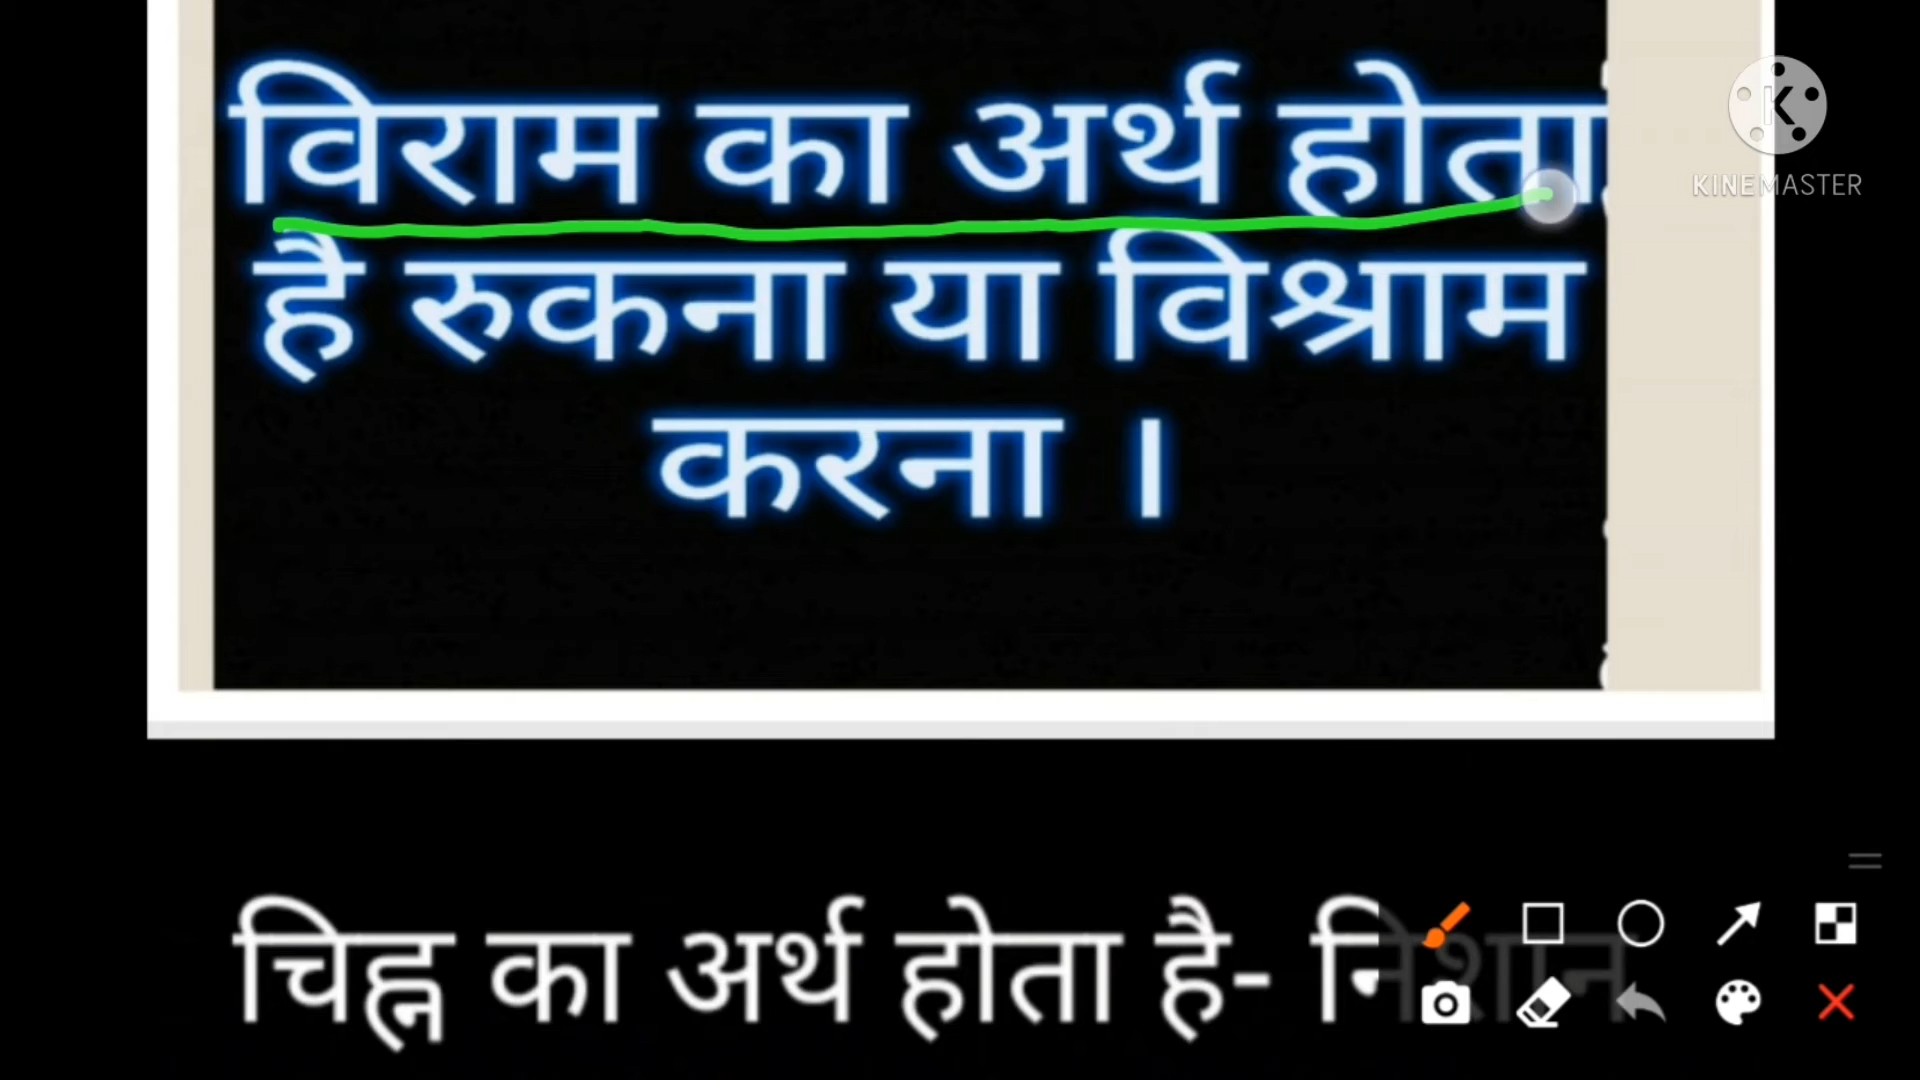 विराम का अर्थ होता
है रुकना या विश्राम
करना ।
KINEMASTER
चिह्न का अर्थ होता है- निशान